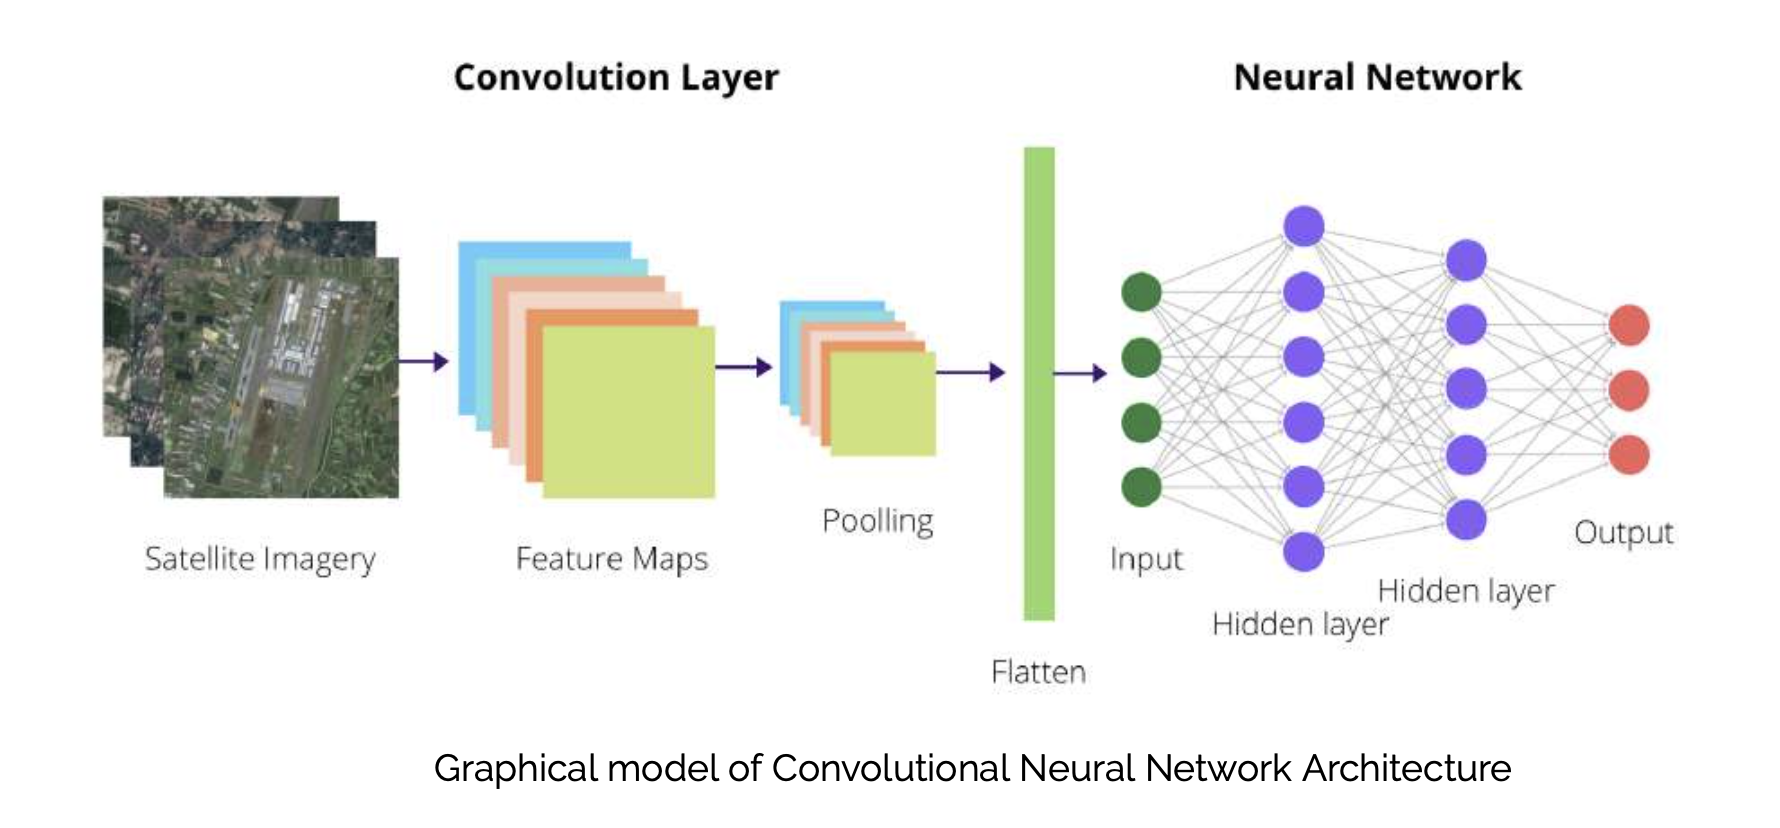 Convolution Layer
Neural Network
Satellite Imagery
Feature Maps
Poolling
Flatten
Input
Hidden layer
Hidden layer
Output
Graphical model of Convolutional Neural Network Architecture